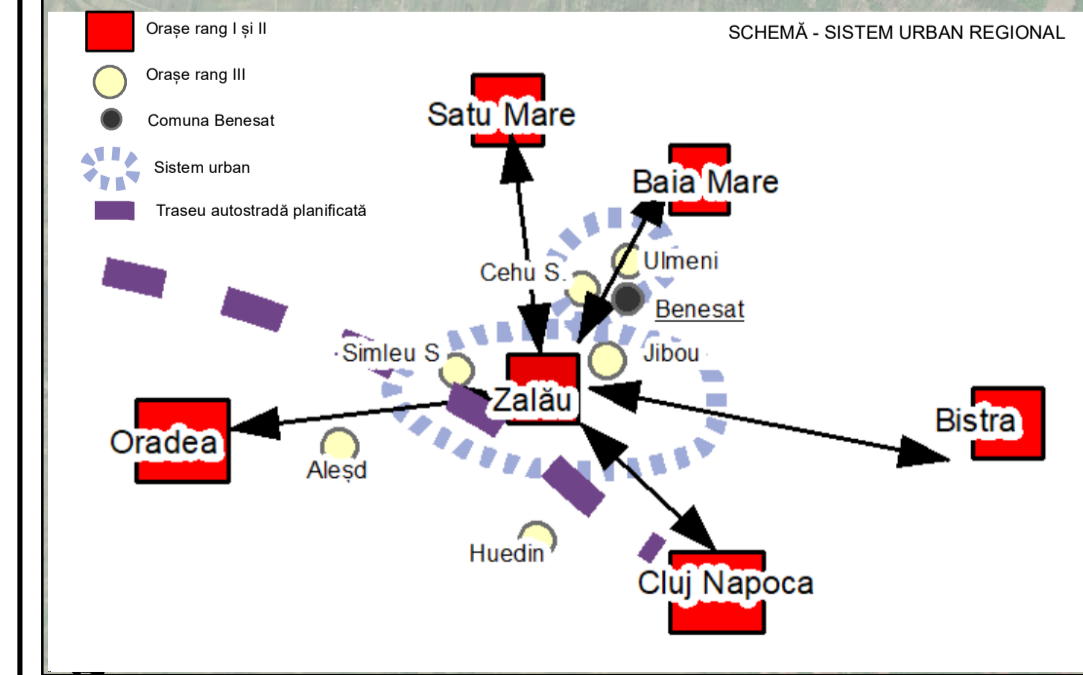 SCHEMĂ - SISTEM URBAN REGIONAL
Orașe rang I și II
Orașe rang III
Comuna Benesat
Sistem urban
Traseu autostradă planificată
Satu Mare
Baia Mare
Cehu S.
Ulmeni
Benesat
Simleu S
Jibou
Zalău
Oradea
Bistra
Aleșd
Huedin
Cluj Napoca